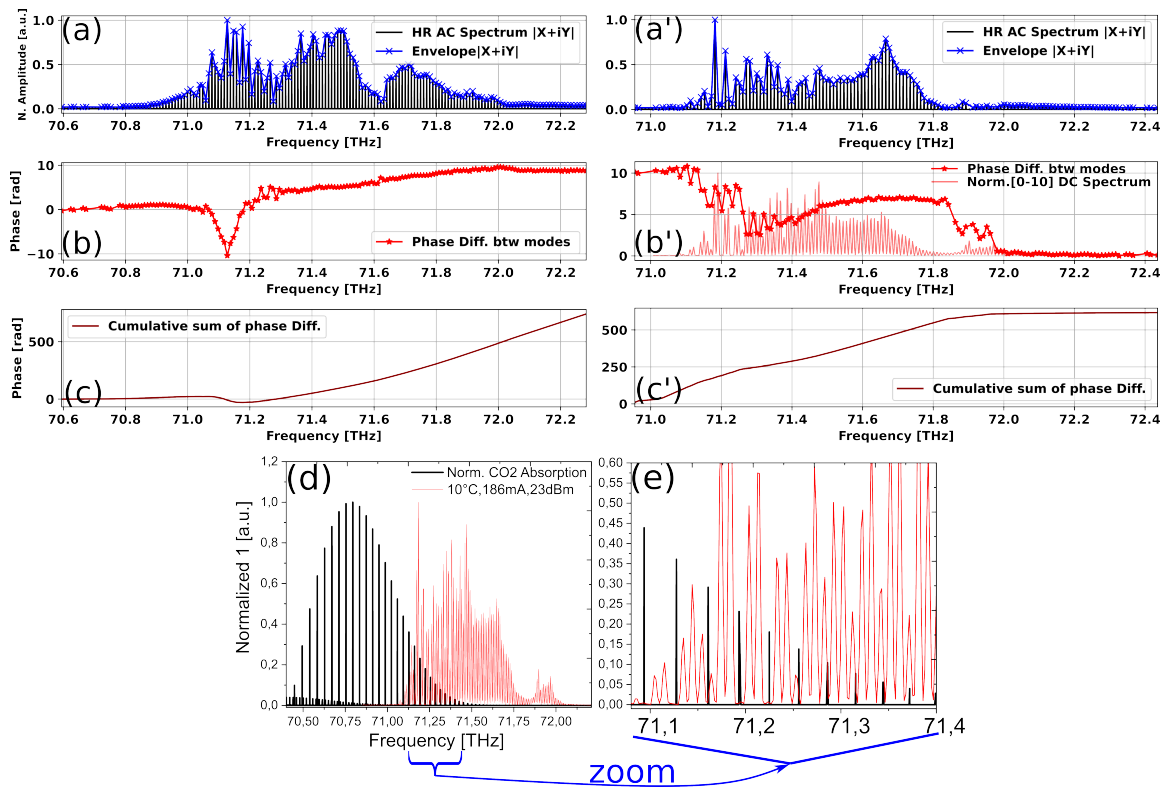 (a)
HR AC Spectrum |X+iY|
Envelope|X+iY|
N. Amplitude [a.u.]
1.0
0.5
0.0
70.6 70.8 71.0 71.2 71.4 71.6 71.8 72.0 72.2
Frequency [THz]
(a')
HR AC Spectrum |X+iY|
Envelope |X+iY|
1.0
0.5
0.0
71.0 71.2 71.4 71.6 71.8 72.0 72.2 72.4
Frequency [THz]
(b)
Phase Diff. btw modes
Phase [rad]
10
0
−10
70.6 70.8 71.0 71.2 71.4 71.6 71.8 72.0 72.2
Frequency [THz]
(b')
Phase Diff. btw modes
Norm.[0-10] DC Spectrum
10
5
0
71.0 71.2 71.4 71.6 71.8 72.0 72.2 72.4
Frequency [THz]
(c)
Cumulative sum of phase Diff.
Phase [rad]
500
0
70.6 70.8 71.0 71.2 71.4 71.6 71.8 72.0 72.2
Frequency [THz]
(c')
Cumulative sum of phase Diff.
500
250
0
71.0 71.2 71.4 71.6 71.8 72.0 72.2 72.4
Frequency [THz]
(d)
Norm. CO2 Absorption
10°C,186mA,23dBm
Normalized 1 [a.u.]
1,2
1,0
0,8
0,6
0,4
0,2
0,0
70,50 70,75 71,00 71,25 71,50 71,75 72,00
Frequency [THz]
(e)
0,60
0,55
0,50
0,45
0,40
0,35
0,30
0,25
0,20
0,15
0,10
0,05
0,00
71,1 71,2 71,3 71,4
zoom